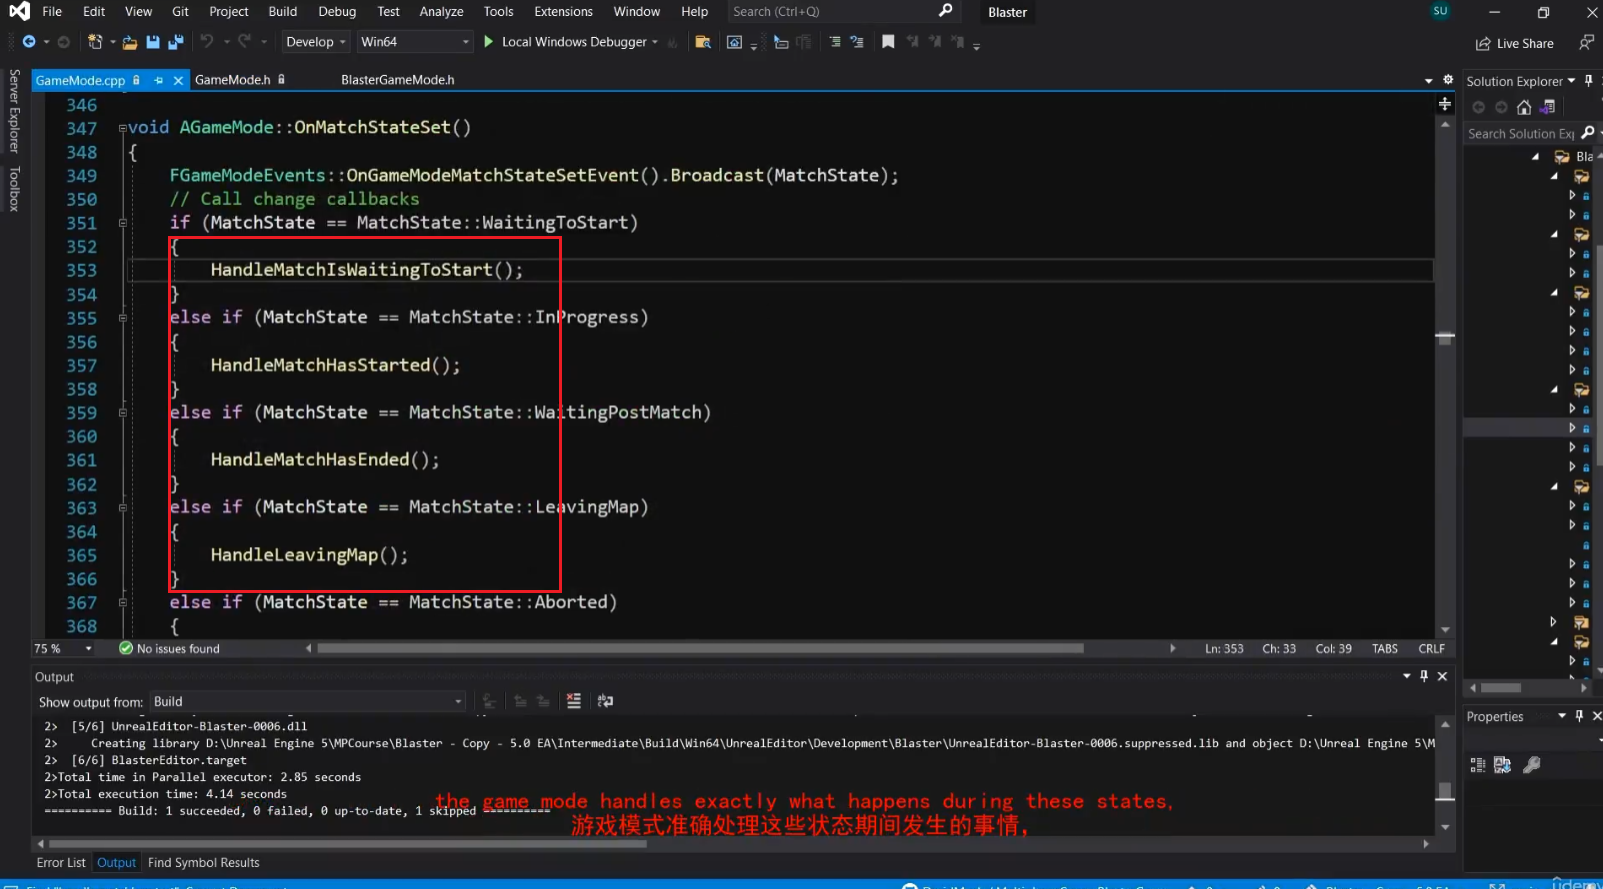 File Edit View Git Project Build Debug Test Analyze Tools Extensions Window Help Search (Ctrl+Q) Blaster SU
Develop Win64 Local Windows Debugger Live Share
GameMode.cpp GameMode.h BlasterGameMode.h
Server Explorer
Toolbox
346
347 void AGameMode::OnMatchStateSet()
348 {
349 FGameModeEvents::OnGameModeMatchStateSetEvent().Broadcast(MatchState);
350 // Call change callbacks
351 if (MatchState == MatchState::WaitingToStart)
352 {
353 HandleMatchIsWaitingToStart();
354 }
355 else if (MatchState == MatchState::InProgress)
356 {
357 HandleMatchHasStarted();
358 }
359 else if (MatchState == MatchState::WaitingPostMatch)
360 {
361 HandleMatchHasEnded();
362 }
363 else if (MatchState == MatchState::LeavingMap)
364 {
365 HandleLeavingMap();
366 }
367 else if (MatchState == MatchState::Aborted)
368 {
75 % No issues found Ln: 353 Ch: 33 Col: 39 TABS CRLF
Solution Explorer
Search Solution Exp
Bla
Properties
Output
Show output from: Build
2> [5/6] UnrealEditor-Blaster-0006.dll
2> Creating library D:\Unreal Engine 5\MPCourse\Blaster - Copy - 5.0 EA\Intermediate\Build\Win64\UnrealEditor\Development\Blaster\UnrealEditor-Blaster-0006.suppressed.lib and object D:\Unreal Engine 5\M
2> [6/6] BlasterEditor.target
2>Total time in Parallel executor: 2.85 seconds
2>Total execution time: 4.14 seconds
========== Build: 1 succeeded, 0 failed, 0 up-to-date, 1 skipped ==========
the game mode handles exactly what happens during these states,
游戏模式准确处理这些状态期间发生的事情,
Error List Output Find Symbol Results